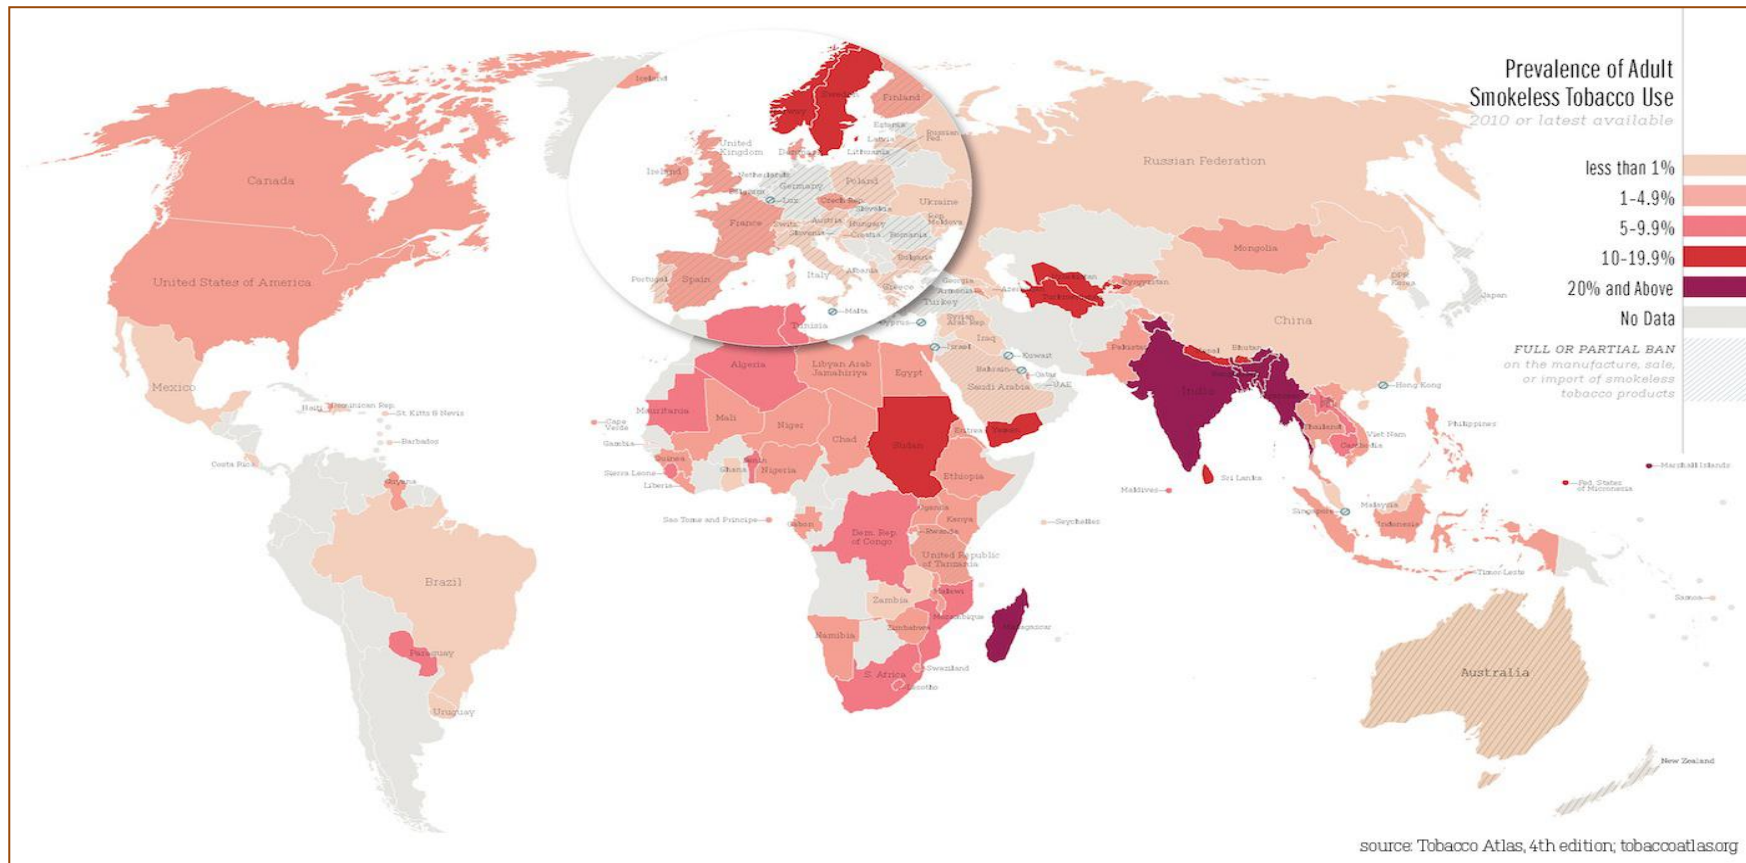 Prevalence of Adult
Smokeless Tobacco Use
2010 or latest available
less than 1%
1-4.9%
5-9.9%
10-19.9%
20% and Above
No Data
FULL OR PARTIAL BAN
on the manufacture, sale,
or import of smokeless
tobacco products
Iceland
Norway
Sweden
Finland
Estonia
Latvia
Lithuania
Russian
Fed.
United
Kingdom
Ireland
Denmark
Netherlands
Belgium
Lux.
Germany
Poland
Czech Rep.
Slovakia
Ukraine
Rep.
Moldova
France
Switz.
Austria
Hungary
Slovenia
Croatia
Romania
Bulgaria
Portugal
Spain
Italy
Albania
Greece
Malta
Tunisia
Canada
United States of America
Mexico
Haiti
Dominican Rep.
St. Kitts & Nevis
Barbados
Costa Rica
Guyana
Brazil
Paraguay
Uruguay
Russian Federation
Mongolia
China
DPR
Korea
Japan
Kyrgyzstan
Georgia
Armenia
Turkey
Cyprus
Syrian
Arab Rep.
Iraq
Israel
Kuwait
Bahrain
Qatar
UAE
Saudi Arabia
Yemen
Pakistan
India
Nepal
Bhutan
Hong Kong
Thailand
Viet Nam
Cambodia
Philippines
Sri Lanka
Maldives
Malaysia
Singapore
Indonesia
Timor-Leste
Marshall Islands
Fed. States
of Micronesia
Samoa
Australia
New Zealand
Algeria
Libyan Arab
Jamahiriya
Egypt
Mauritania
Mali
Niger
Chad
Sudan
Eritrea
Ethiopia
Cape
Verde
Gambia
Guinea
Sierra Leone
Liberia
Ghana
Benin
Nigeria
Sao Tome and Principe
Gabon
Dem. Rep.
of Congo
Uganda
Kenya
Rwanda
United Republic
of Tanzania
Seychelles
Zambia
Malawi
Mozambique
Zimbabwe
Namibia
Madagascar
S. Africa
Swaziland
Lesotho
source: Tobacco Atlas, 4th edition; tobaccoatlas.org